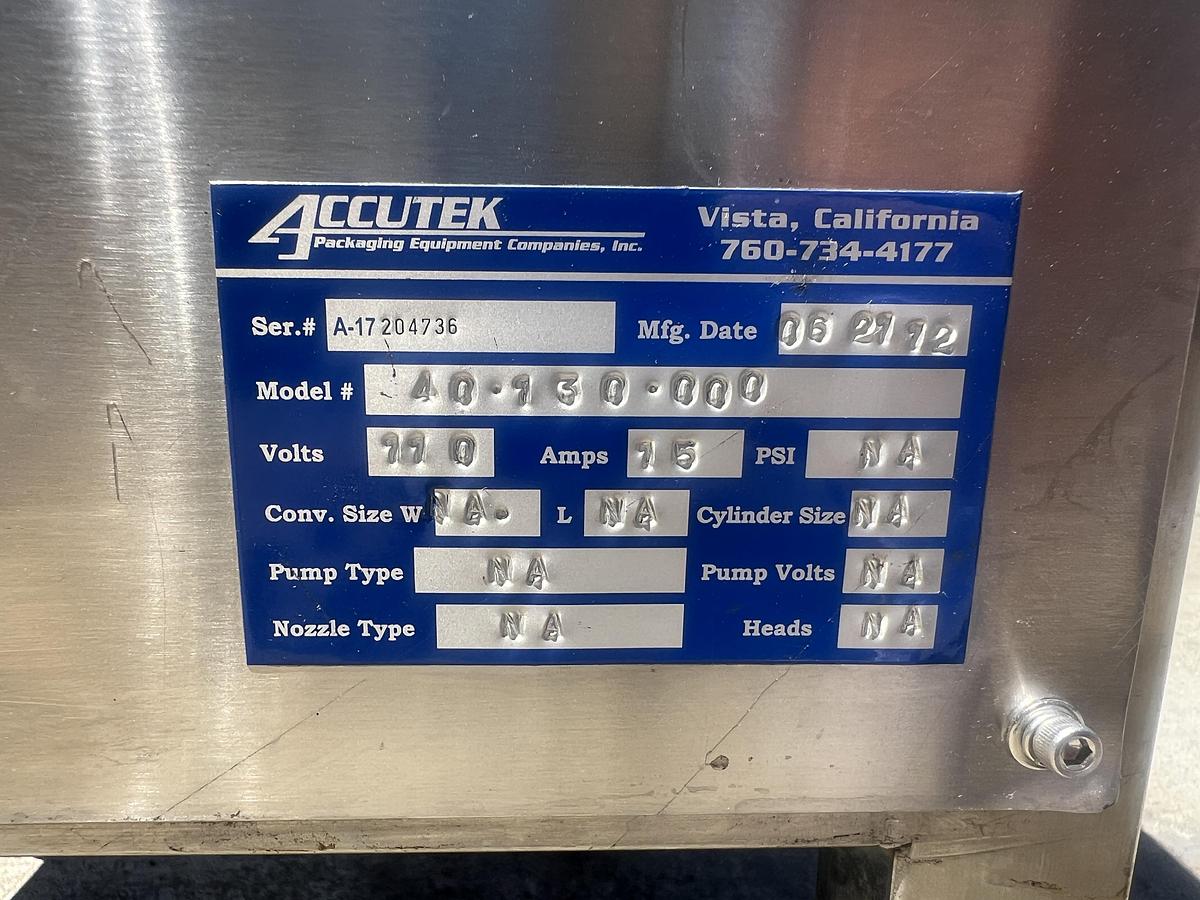 ACCUTEK
Packaging Equipment Companies, Inc.
Vista, California
760-734-4177
Ser.# A-17204736 Mfg. Date 06 21 12
Model # 40·130·000
Volts 110 Amps 15 PSI NA
Conv. Size W NA. L NA Cylinder Size NA
Pump Type NA Pump Volts NA
Nozzle Type NA Heads NA